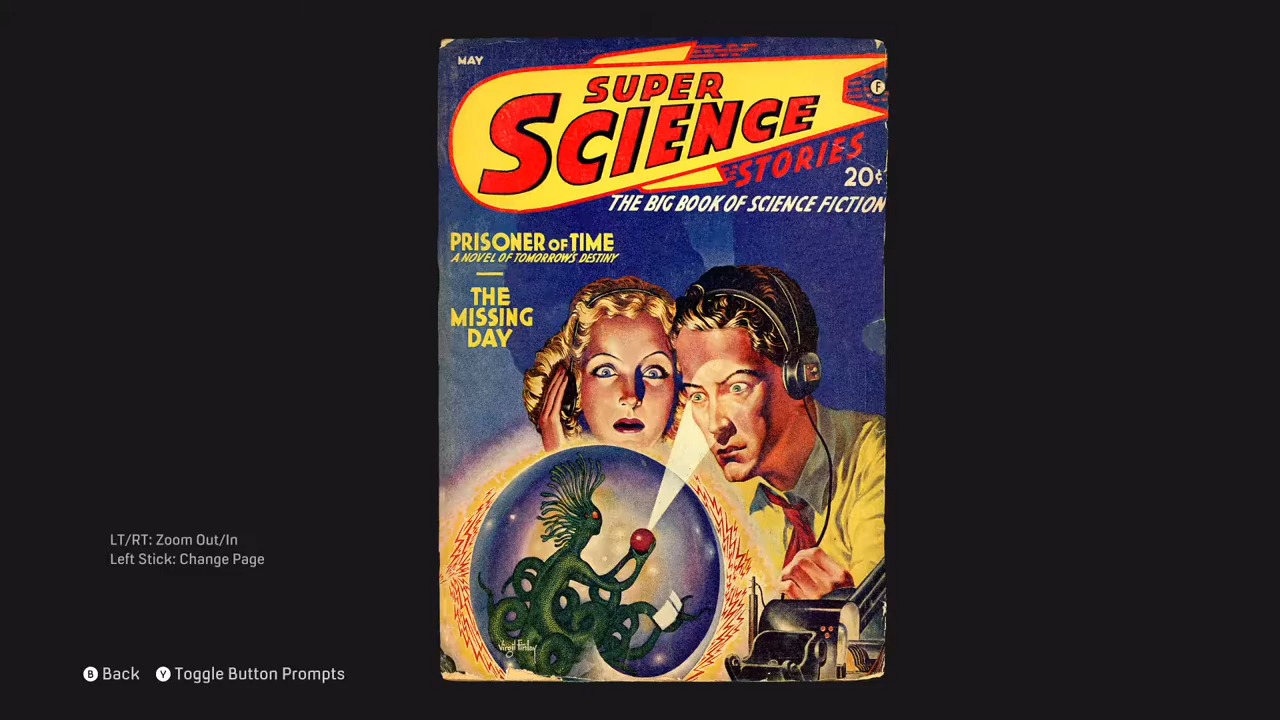 MAY
SUPER
SCIENCE
STORIES
F
20¢
THE BIG BOOK OF SCIENCE FICTION
PRISONER OF TIME
A NOVEL OF TOMORROW'S DESTINY
THE
MISSING
DAY
Virgil Finlay
LT/RT: Zoom Out/In
Left Stick: Change Page
B Back Y Toggle Button Prompts